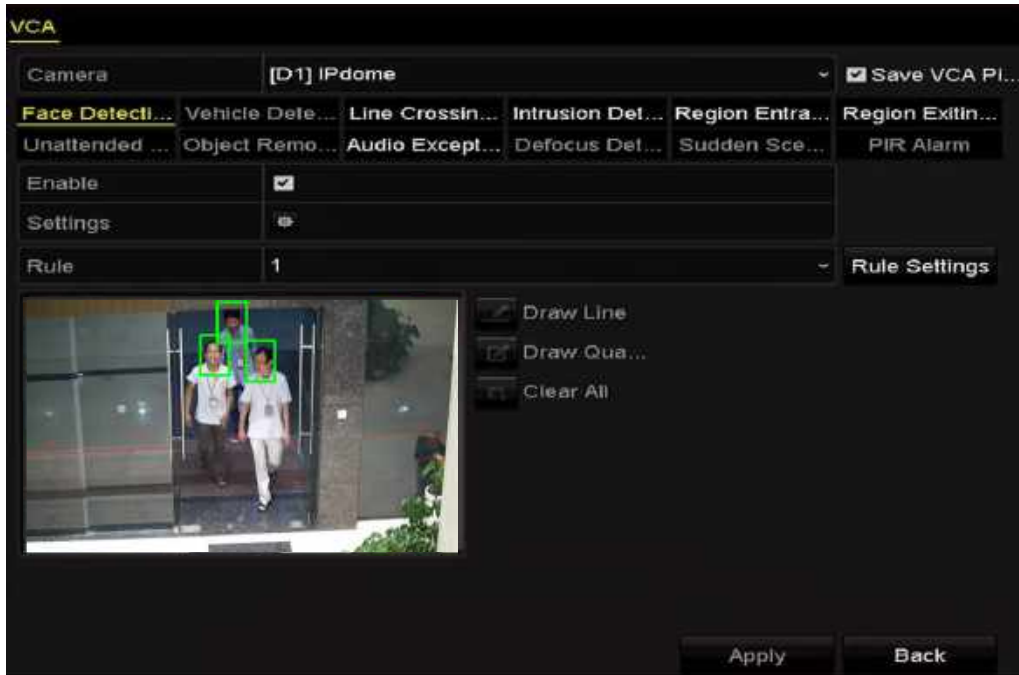 VCA
Camera [D1] IPdome Save VCA Pl...
Face Detecti... Vehicle Dete... Line Crossin... Intrusion Det... Region Entra... Region Exitin...
Unattended ... Object Remo... Audio Except... Defocus Det... Sudden Sce... PIR Alarm
Enable
Settings
Rule 1 Rule Settings
Draw Line
Draw Qua...
Clear All
Apply Back